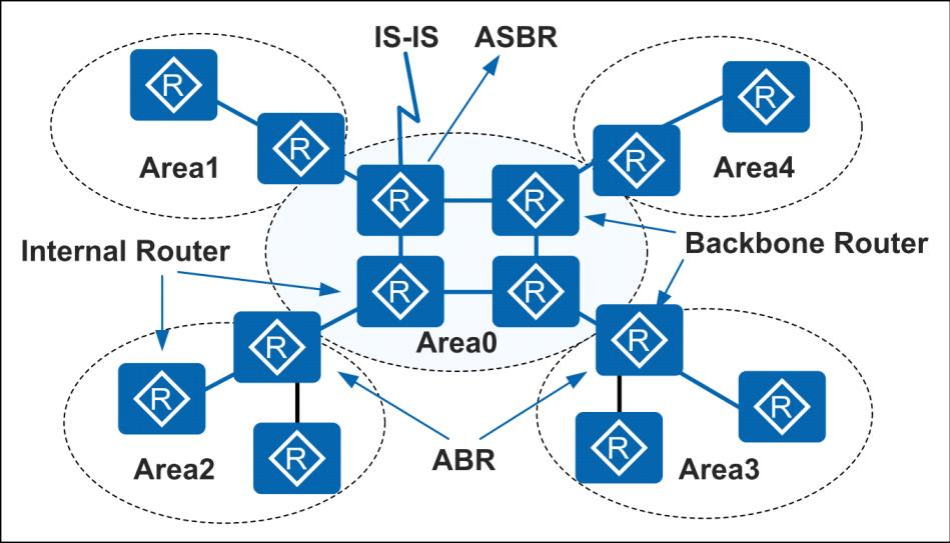 IS-IS
ASBR
R
R
R
R
R
R
Area1
Area4
Internal Router
Backbone Router
R
R
Area0
R
R
R
R
R
R
Area2
ABR
Area3